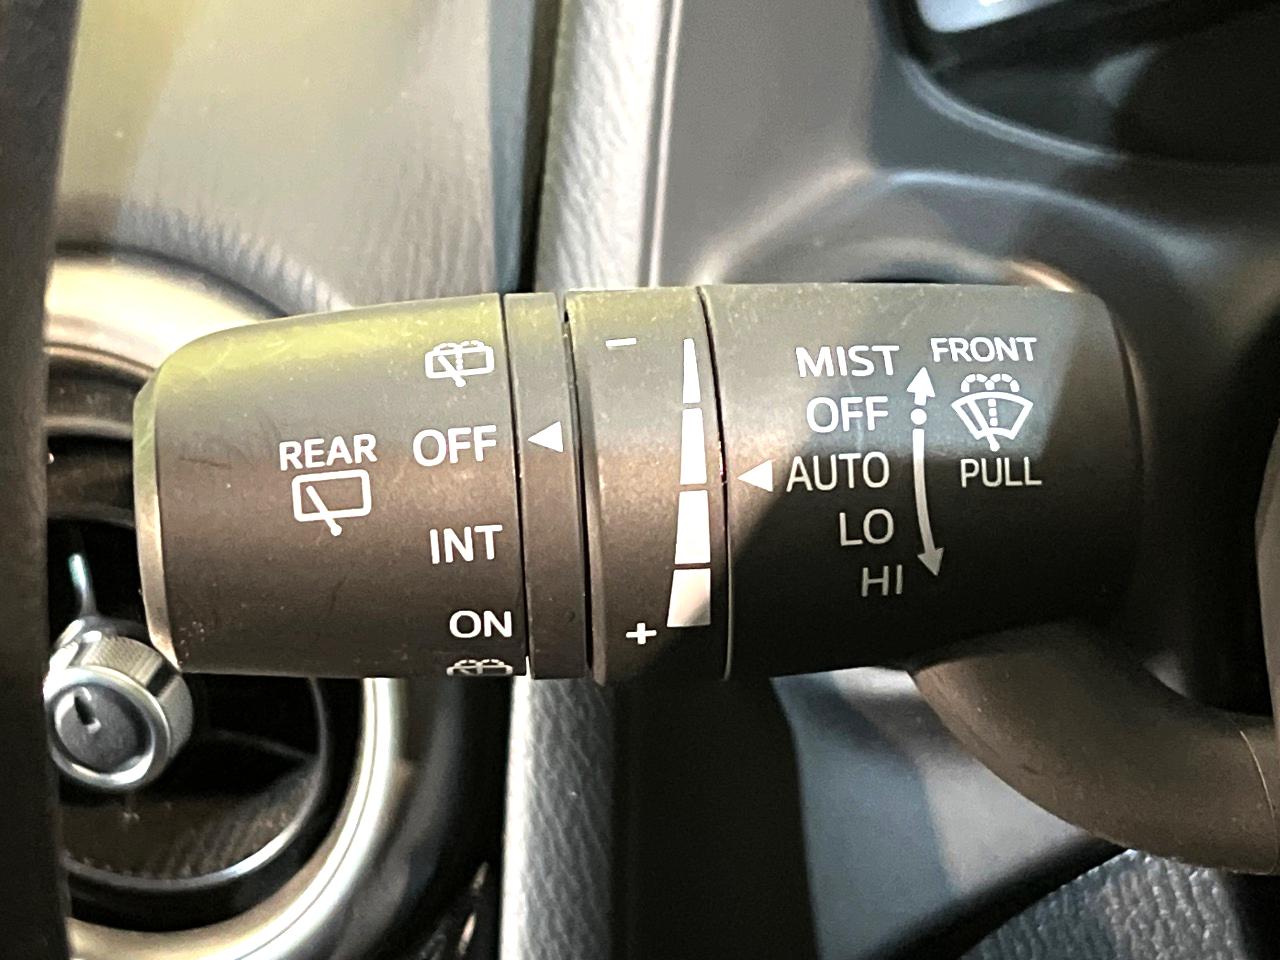 REAR
OFF
INT
ON
−
+
MIST
OFF
AUTO
LO
HI
FRONT
PULL